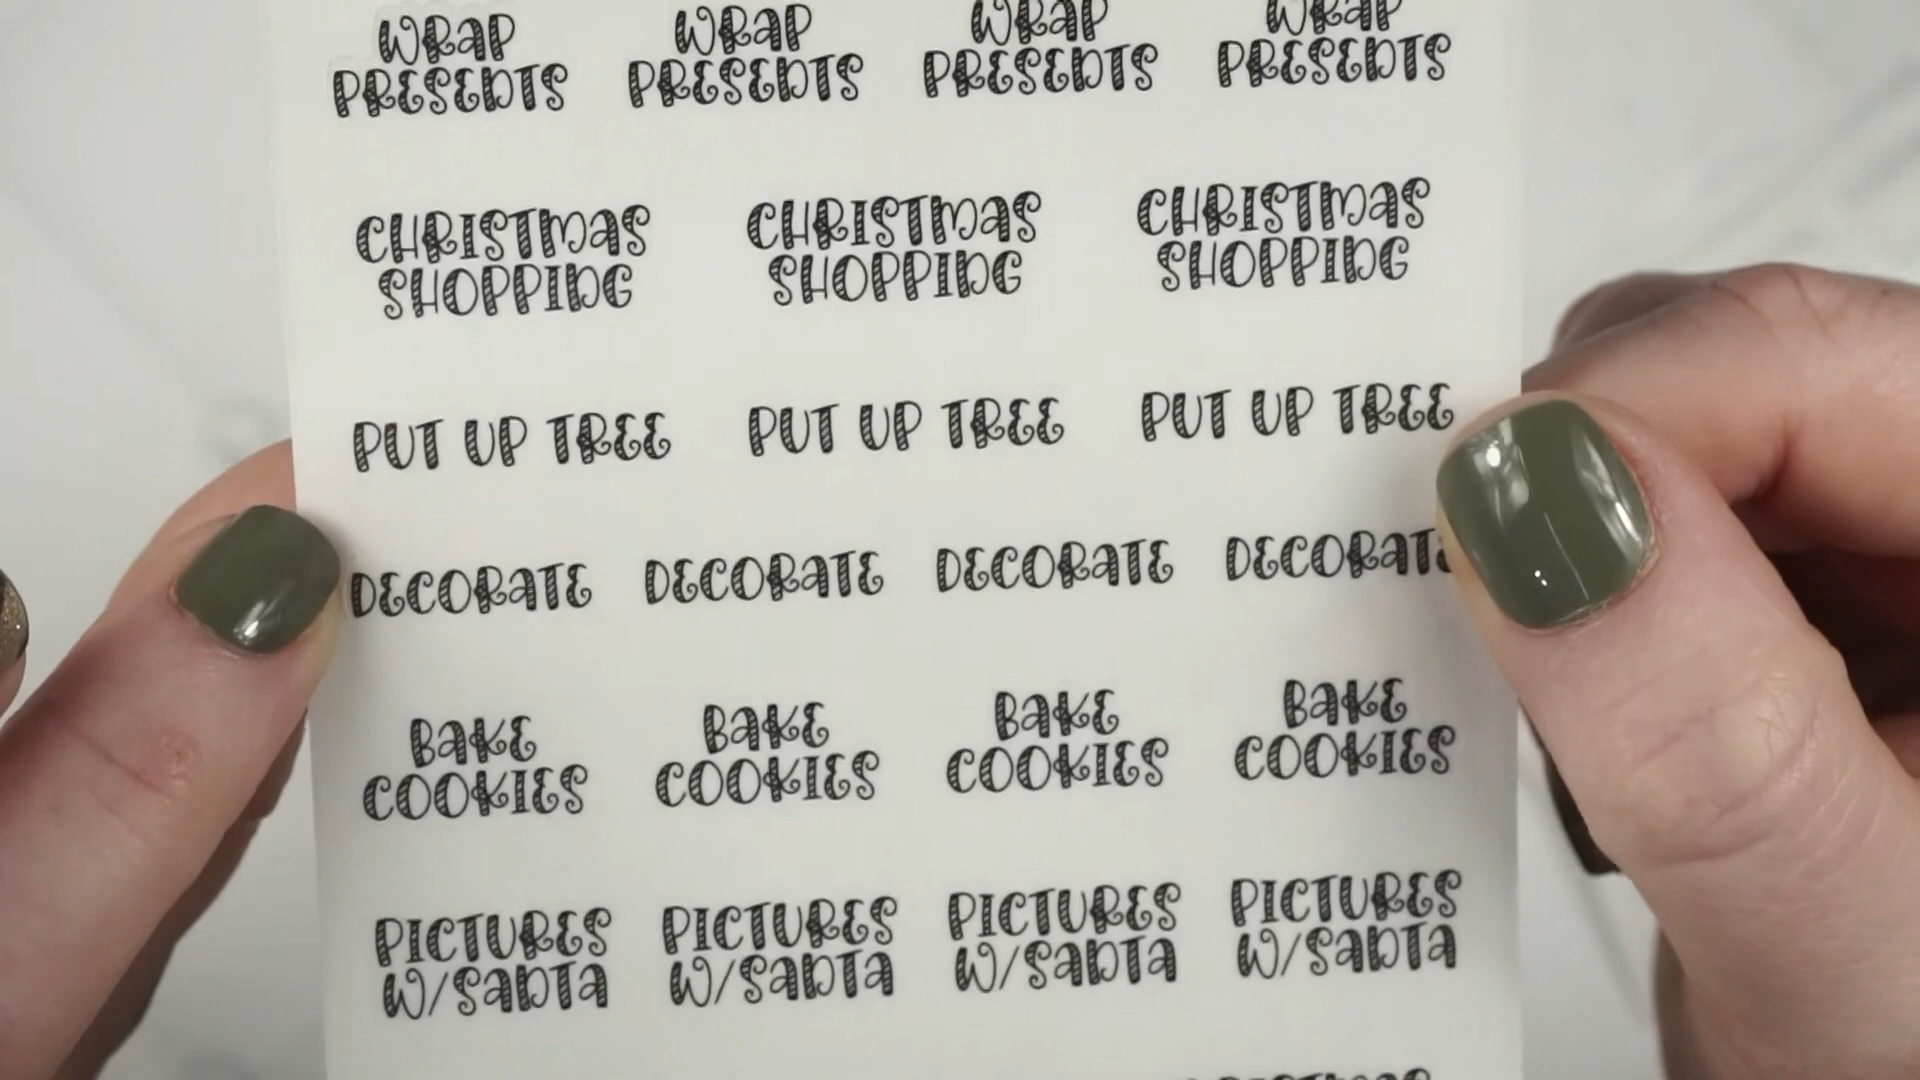 WRAP PRESENTS WRAP PRESENTS WRAP PRESENTS WRAP PRESENTS
CHRISTMAS SHOPPING CHRISTMAS SHOPPING CHRISTMAS SHOPPING
PUT UP TREE PUT UP TREE PUT UP TREE
DECORATE DECORATE DECORATE DECORATE
BAKE COOKIES BAKE COOKIES BAKE COOKIES BAKE COOKIES
PICTURES W/SANTA PICTURES W/SANTA PICTURES W/SANTA PICTURES W/SANTA